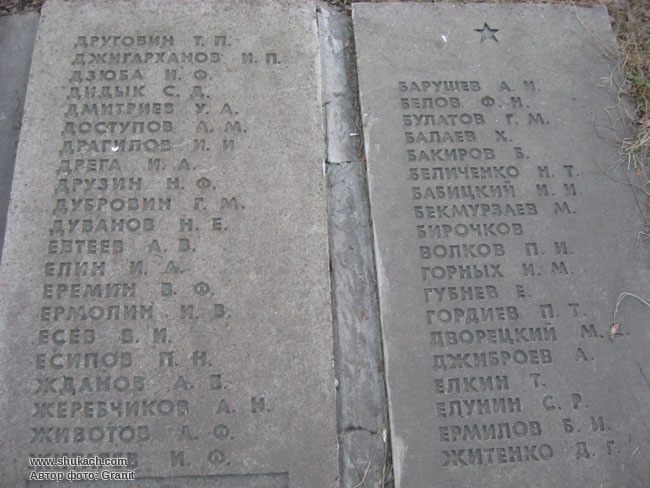 ДРУГОВИН Т. П.
ДЖИГАРХАНОВ И. П.
ДЗЮБА И. Ф.
ДИДЫК С. Д.
ДМИТРИЕВ У. А.
ДОСТУПОВ А. М.
ДРАГИЛОВ И. И
ДРЕГА И. А.
ДРУЗИН Н. Ф.
ДУБРОВИН Г. М.
ДУВАНОВ Н. Е.
ЕВТЕЕВ А. В.
ЕЛИН И. А.
ЕРЕМИН В. Ф.
ЕРМОЛИН И. В.
ЕСЕВ В. И.
ЕСИПОВ П. Н.
ЖДАНОВ А. В.
ЖЕРЕБЧИКОВ А. Н.
ЖИВОТОВ А. Ф.
И. Ф.
БАРУШЕВ А. И.
БЕЛОВ Ф. Н.
БУЛАТОВ Г. М.
БАЛАЕВ Х.
БАКИРОВ Б.
БЕЛИЧЕНКО Н. Т.
БАБИЦКИЙ И. И.
БЕКМУРЗАЕВ М.
БИРОЧКОВ
ВОЛКОВ П. И.
ГОРНЫХ И. М.
ГУБНЕВ Е.
ГОРДИЕВ П. Т.
ДВОРЕЦКИЙ М.
ДЖИБРОЕВ А.
ЕЛКИН Т.
ЕЛУНИН С. Р.
ЕРМИЛОВ Б. И.
ЖИТЕНКО Д. Г.
www.shukach.com
Автор фото: Granit